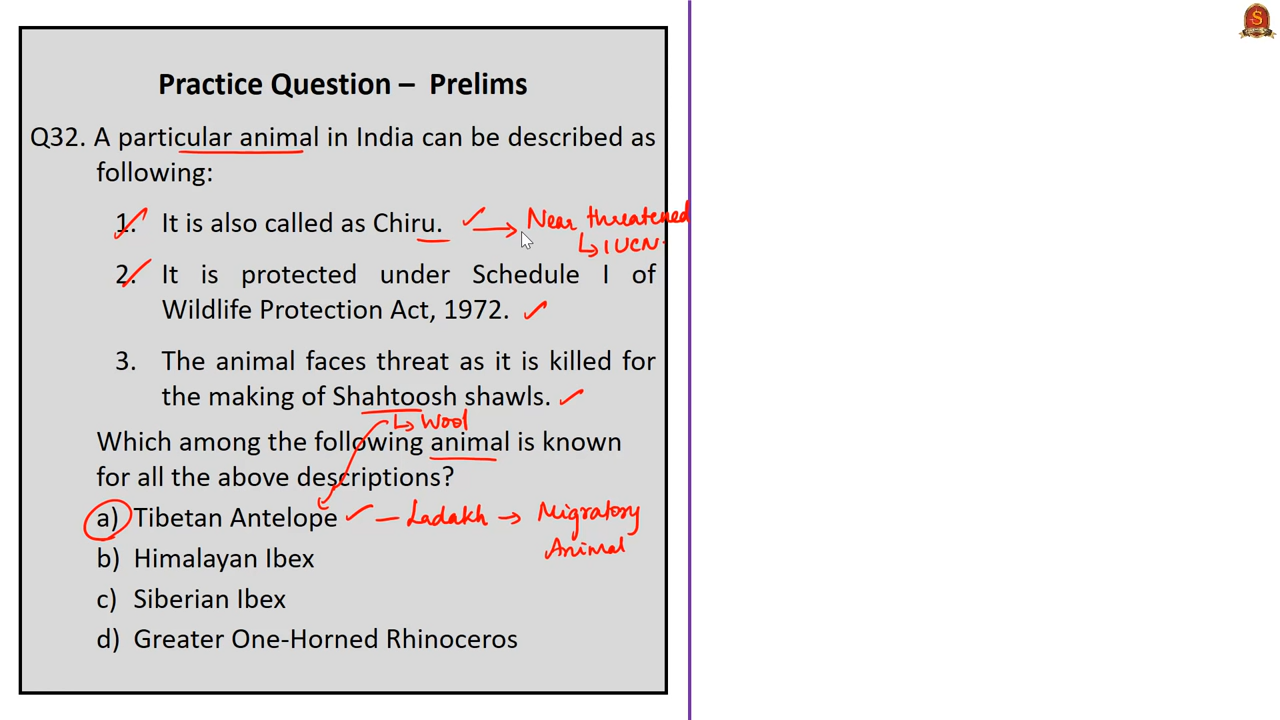 Practice Question – Prelims
Q32. A particular animal in India can be described as
following:
1. It is also called as Chiru. → Near threatened
↳ IUCN
2. It is protected under Schedule I of
Wildlife Protection Act, 1972.
3. The animal faces threat as it is killed for
the making of Shahtoosh shawls.
↳ Wool
Which among the following animal is known
for all the above descriptions?
a) Tibetan Antelope – Ladakh → Migratory
Animal
b) Himalayan Ibex
c) Siberian Ibex
d) Greater One-Horned Rhinoceros